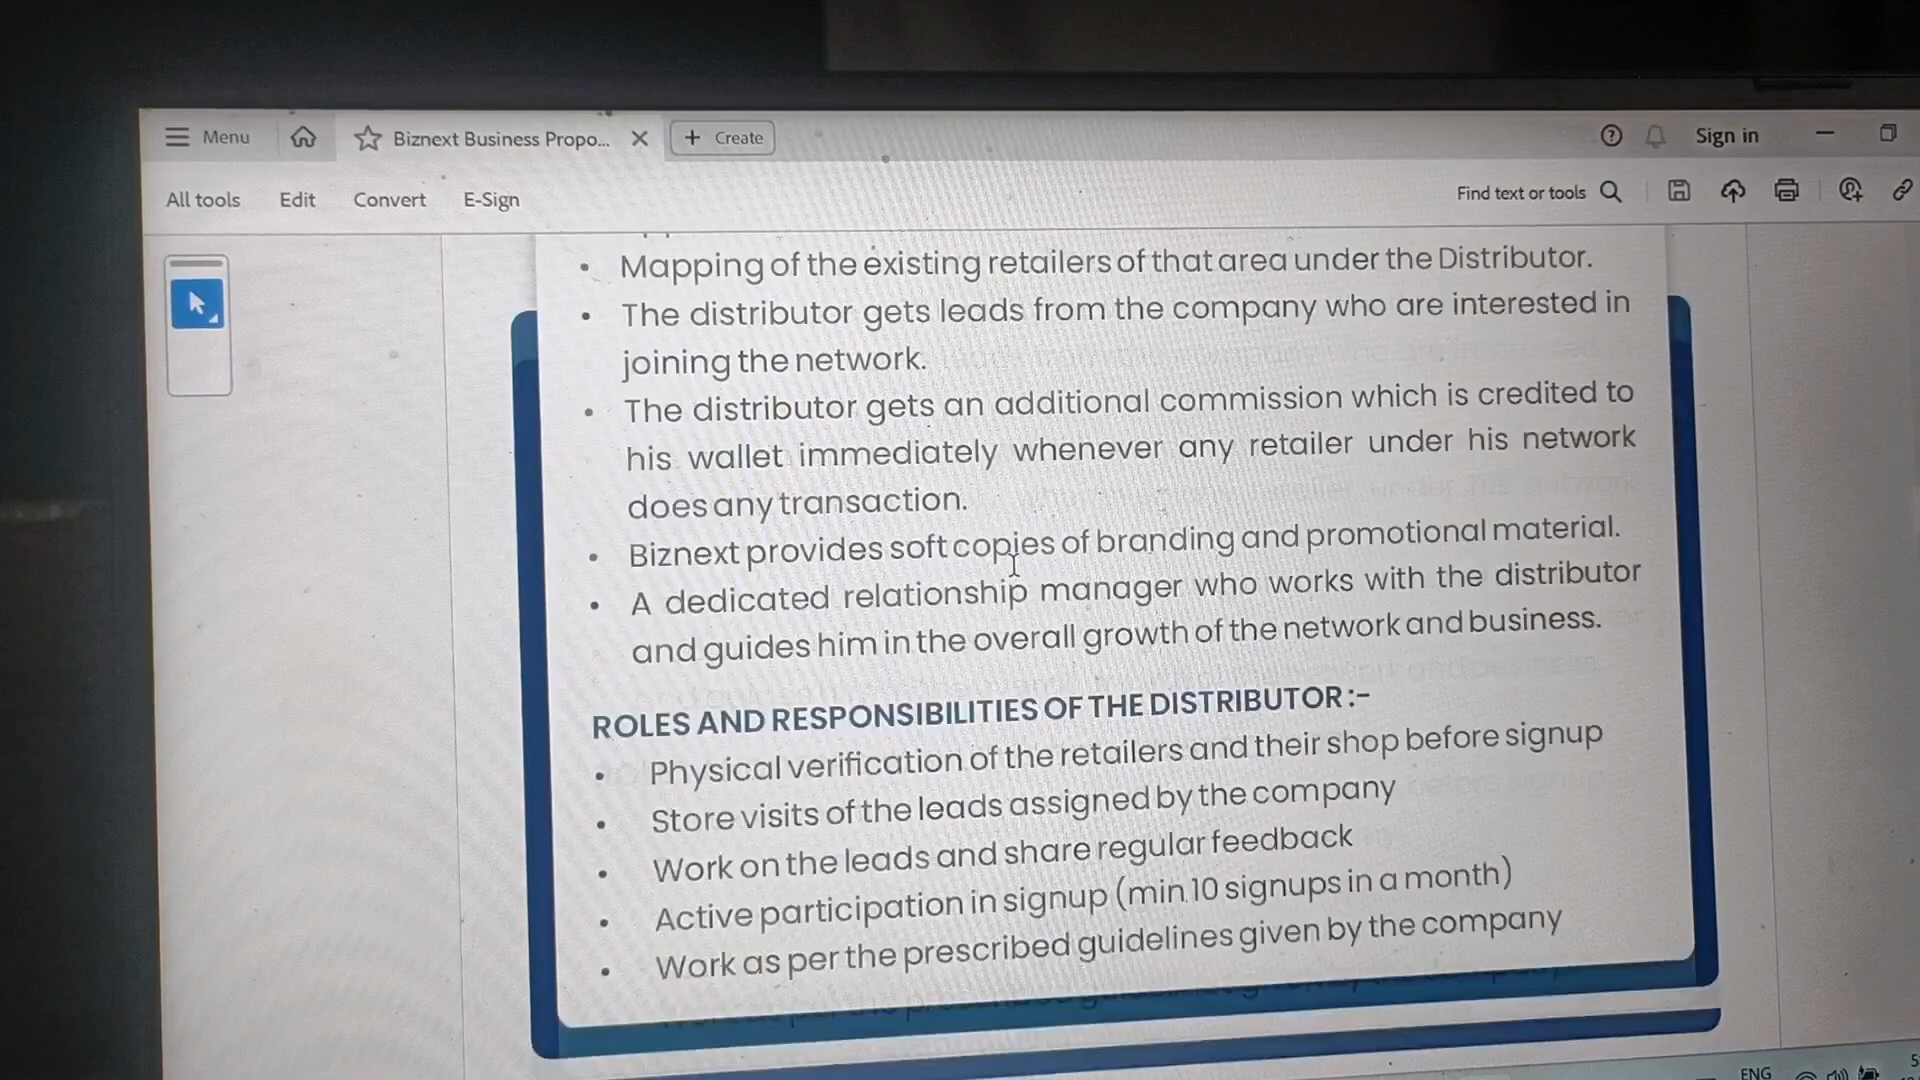 Menu
Biznext Business Propo...
+ Create
Sign in
All tools
Edit
Convert
E-Sign
Find text or tools
• Mapping of the existing retailers of that area under the Distributor.
• The distributor gets leads from the company who are interested in
joining the network.
• The distributor gets an additional commission which is credited to
his wallet immediately whenever any retailer under his network
does any transaction.
• Biznext provides soft copies of branding and promotional material.
• A dedicated relationship manager who works with the distributor
and guides him in the overall growth of the network and business.
ROLES AND RESPONSIBILITIES OF THE DISTRIBUTOR :-
• Physical verification of the retailers and their shop before signup
• Store visits of the leads assigned by the company
• Work on the leads and share regular feedback
• Active participation in signup (min.10 signups in a month)
• Work as per the prescribed guidelines given by the company
ENG